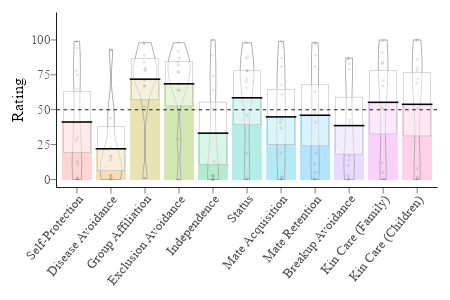 Rating
100
75
50
25
0
Self-Protection
Disease Avoidance
Group Affiliation
Exclusion Avoidance
Independence
Status
Mate Acquisition
Mate Retention
Breakup Avoidance
Kin Care (Family)
Kin Care (Children)